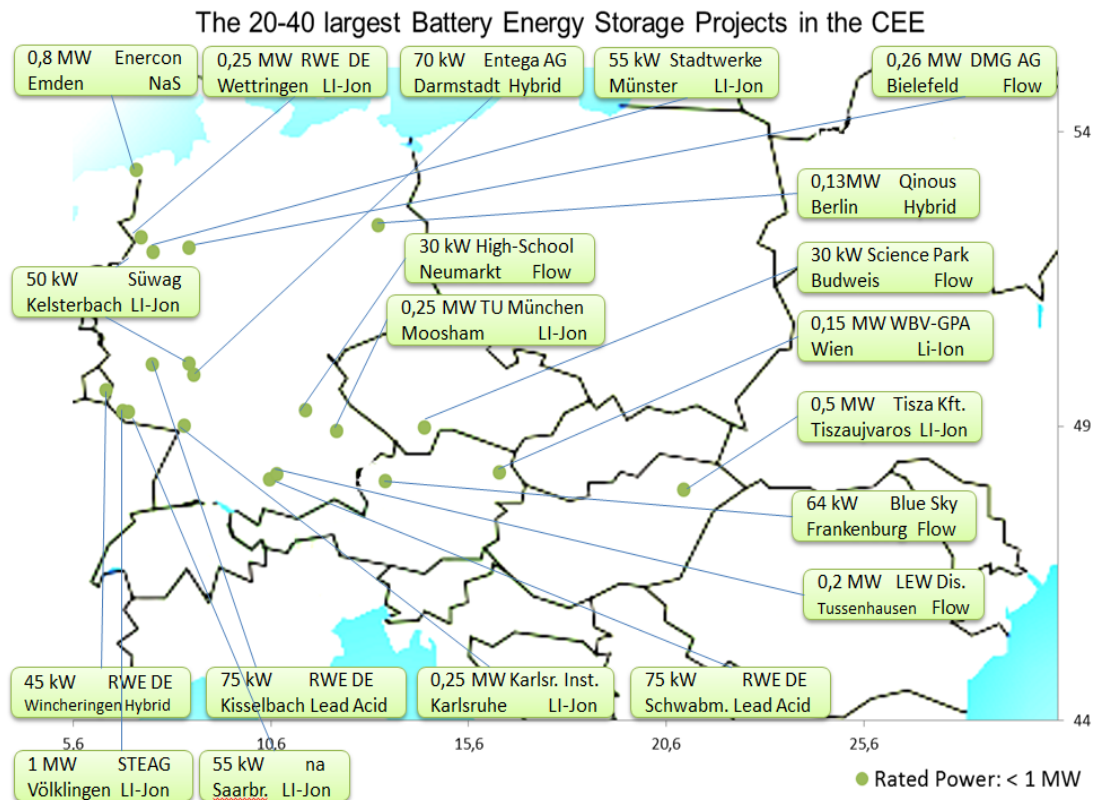 The 20-40 largest Battery Energy Storage Projects in the CEE
0,8 MW Enercon
Emden NaS
0,25 MW RWE DE
Wettringen LI-Jon
70 kW Entega AG
Darmstadt Hybrid
55 kW Stadtwerke
Münster LI-Jon
0,26 MW DMG AG
Bielefeld Flow
54
0,13MW Qinous
Berlin Hybrid
30 kW High-School
Neumarkt Flow
30 kW Science Park
Budweis Flow
50 kW Süwag
Kelsterbach LI-Jon
0,25 MW TU München
Moosham LI-Jon
0,15 MW WBV-GPA
Wien Li-Ion
0,5 MW Tisza Kft.
Tiszaujvaros LI-Jon
49
64 kW Blue Sky
Frankenburg Flow
0,2 MW LEW Dis.
Tussenhausen Flow
45 kW RWE DE
Wincheringen Hybrid
75 kW RWE DE
Kisselbach Lead Acid
0,25 MW Karlsr. Inst.
Karlsruhe LI-Jon
75 kW RWE DE
Schwabm. Lead Acid
44
5,6 10,6 15,6 20,6 25,6
1 MW STEAG
Völklingen LI-Jon
55 kW na
Saarbr. LI-Jon
Rated Power: < 1 MW